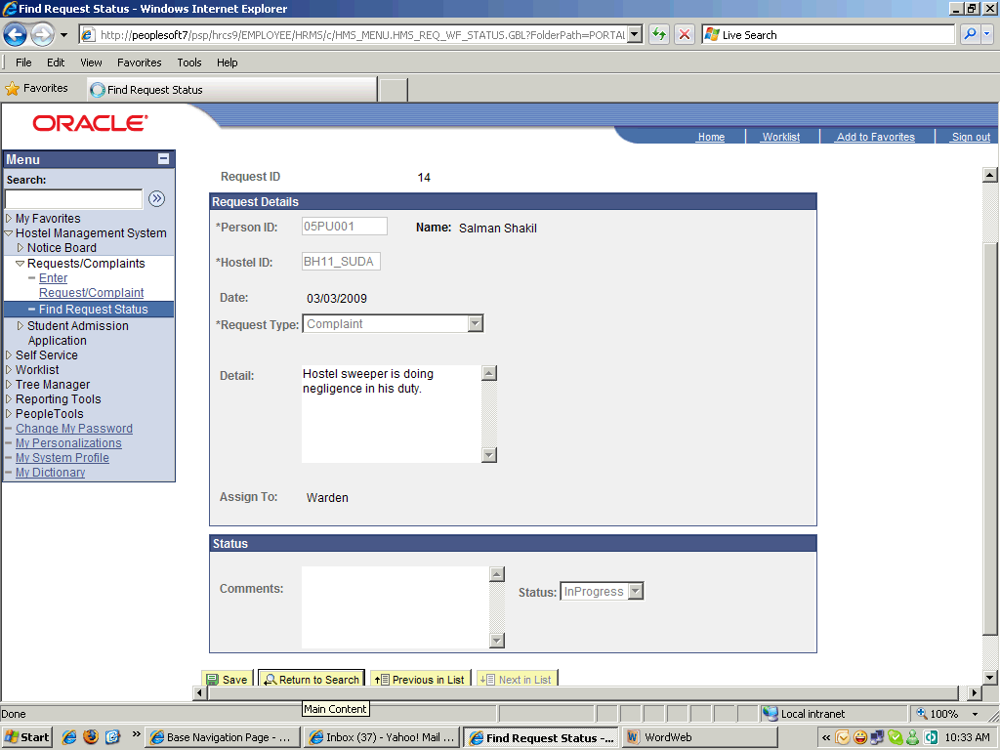 Find Request Status - Windows Internet Explorer
http://peoplesoft7/psp/hrcs9/EMPLOYEE/HRMS/c/HMS_MENU.HMS_REQ_WF_STATUS.GBL?FolderPath=PORTAL
Live Search
File Edit View Favorites Tools Help
Favorites
Find Request Status
ORACLE®
Home Worklist Add to Favorites Sign out
Menu
Search:
My Favorites
Hostel Management System
Notice Board
Requests/Complaints
Enter
Request/Complaint
Find Request Status
Student Admission
Application
Self Service
Worklist
Tree Manager
Reporting Tools
PeopleTools
Change My Password
My Personalizations
My System Profile
My Dictionary
Request ID 14
Request Details
*Person ID: 05PU001 Name: Salman Shakil
*Hostel ID: BH11_SUDA
Date: 03/03/2009
*Request Type: Complaint
Detail: Hostel sweeper is doing
negligence in his duty.
Assign To: Warden
Status
Comments: Status: InProgress
Save Return to Search Previous in List Next in List
Main Content
Done Local intranet 100%
Start » Base Navigation Page - ... Inbox (37) - Yahoo! Mail ... Find Request Status -... WordWeb « 10:33 AM